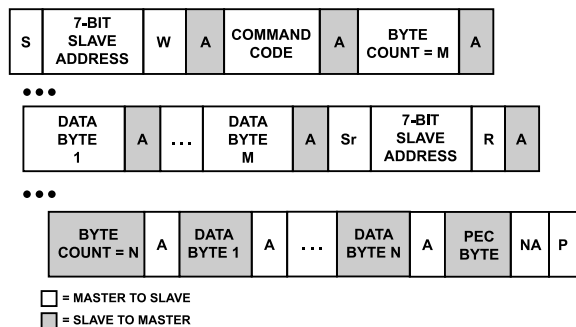 S 7-BIT SLAVE ADDRESS W A COMMAND CODE A BYTE COUNT = M A
•••
DATA BYTE 1 A ... DATA BYTE M A Sr 7-BIT SLAVE ADDRESS R A
•••
BYTE COUNT = N A DATA BYTE 1 A ... DATA BYTE N A PEC BYTE NA P
= MASTER TO SLAVE
= SLAVE TO MASTER